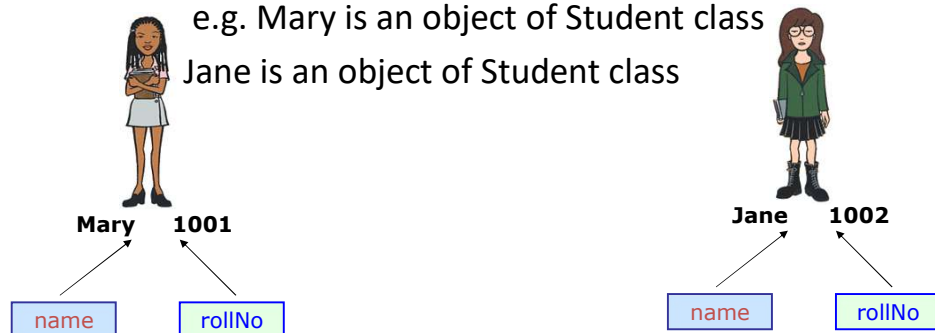 e.g. Mary is an object of Student class
Jane is an object of Student class
Mary 1001
Jane 1002
name rollNo
name rollNo